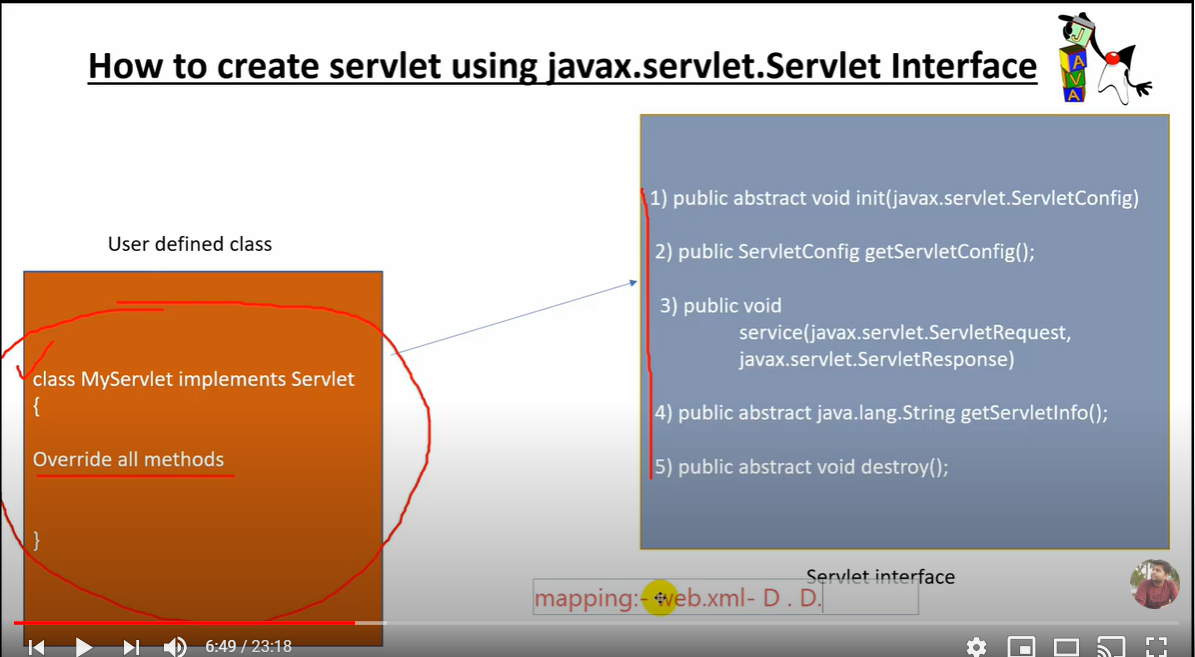 How to create servlet using javax.servlet.Servlet Interface
J
A
V
A
User defined class
class MyServlet implements Servlet
{
Override all methods
}
1) public abstract void init(javax.servlet.ServletConfig)
2) public ServletConfig getServletConfig();
3) public void
service(javax.servlet.ServletRequest,
javax.servlet.ServletResponse)
4) public abstract java.lang.String getServletInfo();
5) public abstract void destroy();
Servlet interface
mapping:- web.xml- D . D.
6:49 / 23:18